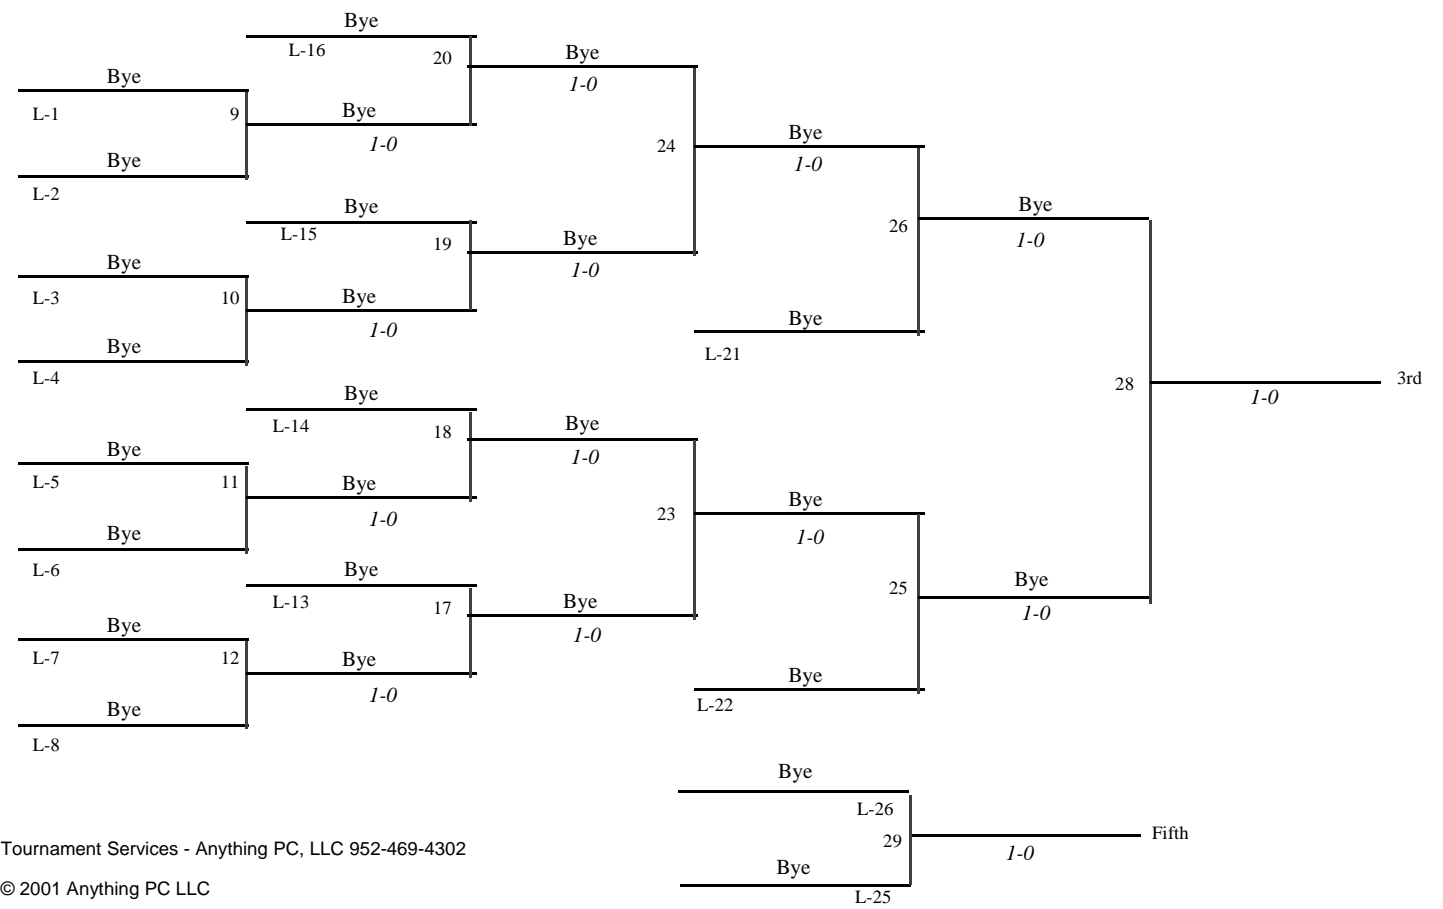 Bye
L-16
20
Bye
1-0
Bye
L-1
9
Bye
1-0
Bye
L-2
24
Bye
1-0
Bye
L-15
19
Bye
1-0
26
Bye
1-0
Bye
L-3
10
Bye
1-0
Bye
L-21
Bye
L-4
28
1-0
3rd
Bye
L-14
18
Bye
1-0
Bye
L-5
11
Bye
1-0
23
Bye
1-0
Bye
L-6
Bye
L-13
17
Bye
1-0
25
Bye
1-0
Bye
L-7
12
Bye
1-0
Bye
L-22
Bye
L-8
Bye
L-26
29
1-0
Fifth
Bye
L-25
Tournament Services - Anything PC, LLC 952-469-4302
© 2001 Anything PC LLC